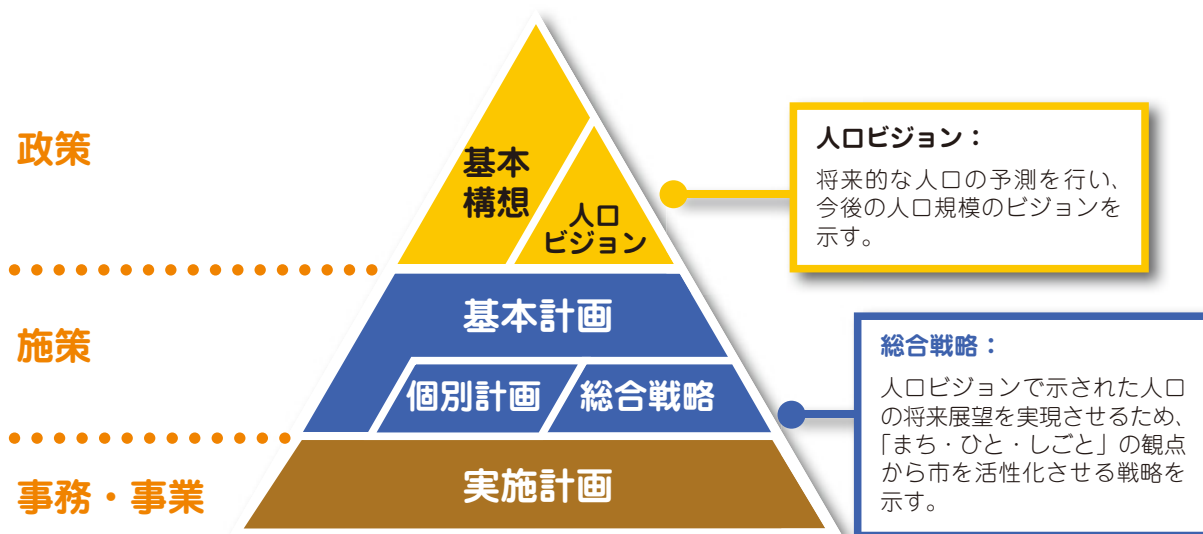 政策
基本
構想
人口
ビジョン
人口ビジョン：
将来的な人口の予測を行い、
今後の人口規模のビジョンを
示す。
施策
基本計画
個別計画
総合戦略
総合戦略：
人口ビジョンで示された人口
の将来展望を実現させるため、
「まち・ひと・しごと」の観点
から市を活性化させる戦略を
示す。
事務・事業
実施計画